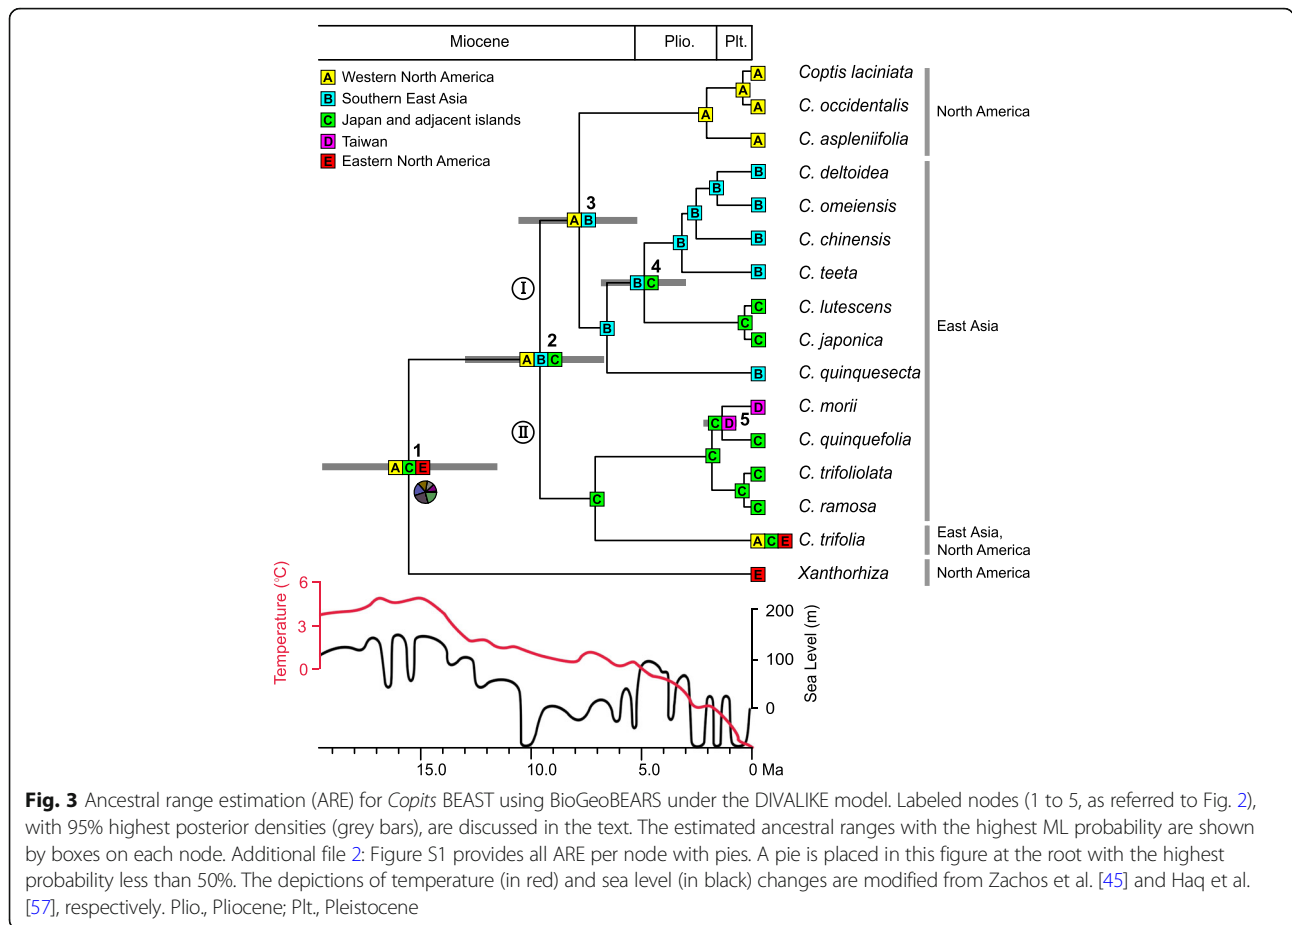 Miocene Plio. Plt.
A Western North America
B Southern East Asia
C Japan and adjacent islands
D Taiwan
E Eastern North America
A Coptis laciniata
A
A C. occidentalis
A
A C. aspleniifolia
North America
B C. deltoidea
B
B C. omeiensis
B
B C. chinensis
B
B C. teeta
3
A B
4
B C
C C. lutescens
C
C C. japonica
B
B C. quinquesecta
East Asia
I
2
A B C
II
D C. morii
C D 5
C C. quinquefolia
C
C C. trifoliolata
C
C C. ramosa
C
A C E C. trifolia
East Asia,
North America
E Xanthorhiza
North America
1
A C E
Temperature (°C)
6
3
0
200
100
0
Sea Level (m)
15.0 10.0 5.0 0 Ma
Fig. 3 Ancestral range estimation (ARE) for Copits BEAST using BioGeoBEARS under the DIVALIKE model. Labeled nodes (1 to 5, as referred to Fig. 2),
with 95% highest posterior densities (grey bars), are discussed in the text. The estimated ancestral ranges with the highest ML probability are shown
by boxes on each node. Additional file 2: Figure S1 provides all ARE per node with pies. A pie is placed in this figure at the root with the highest
probability less than 50%. The depictions of temperature (in red) and sea level (in black) changes are modified from Zachos et al. [45] and Haq et al.
[57], respectively. Plio., Pliocene; Plt., Pleistocene